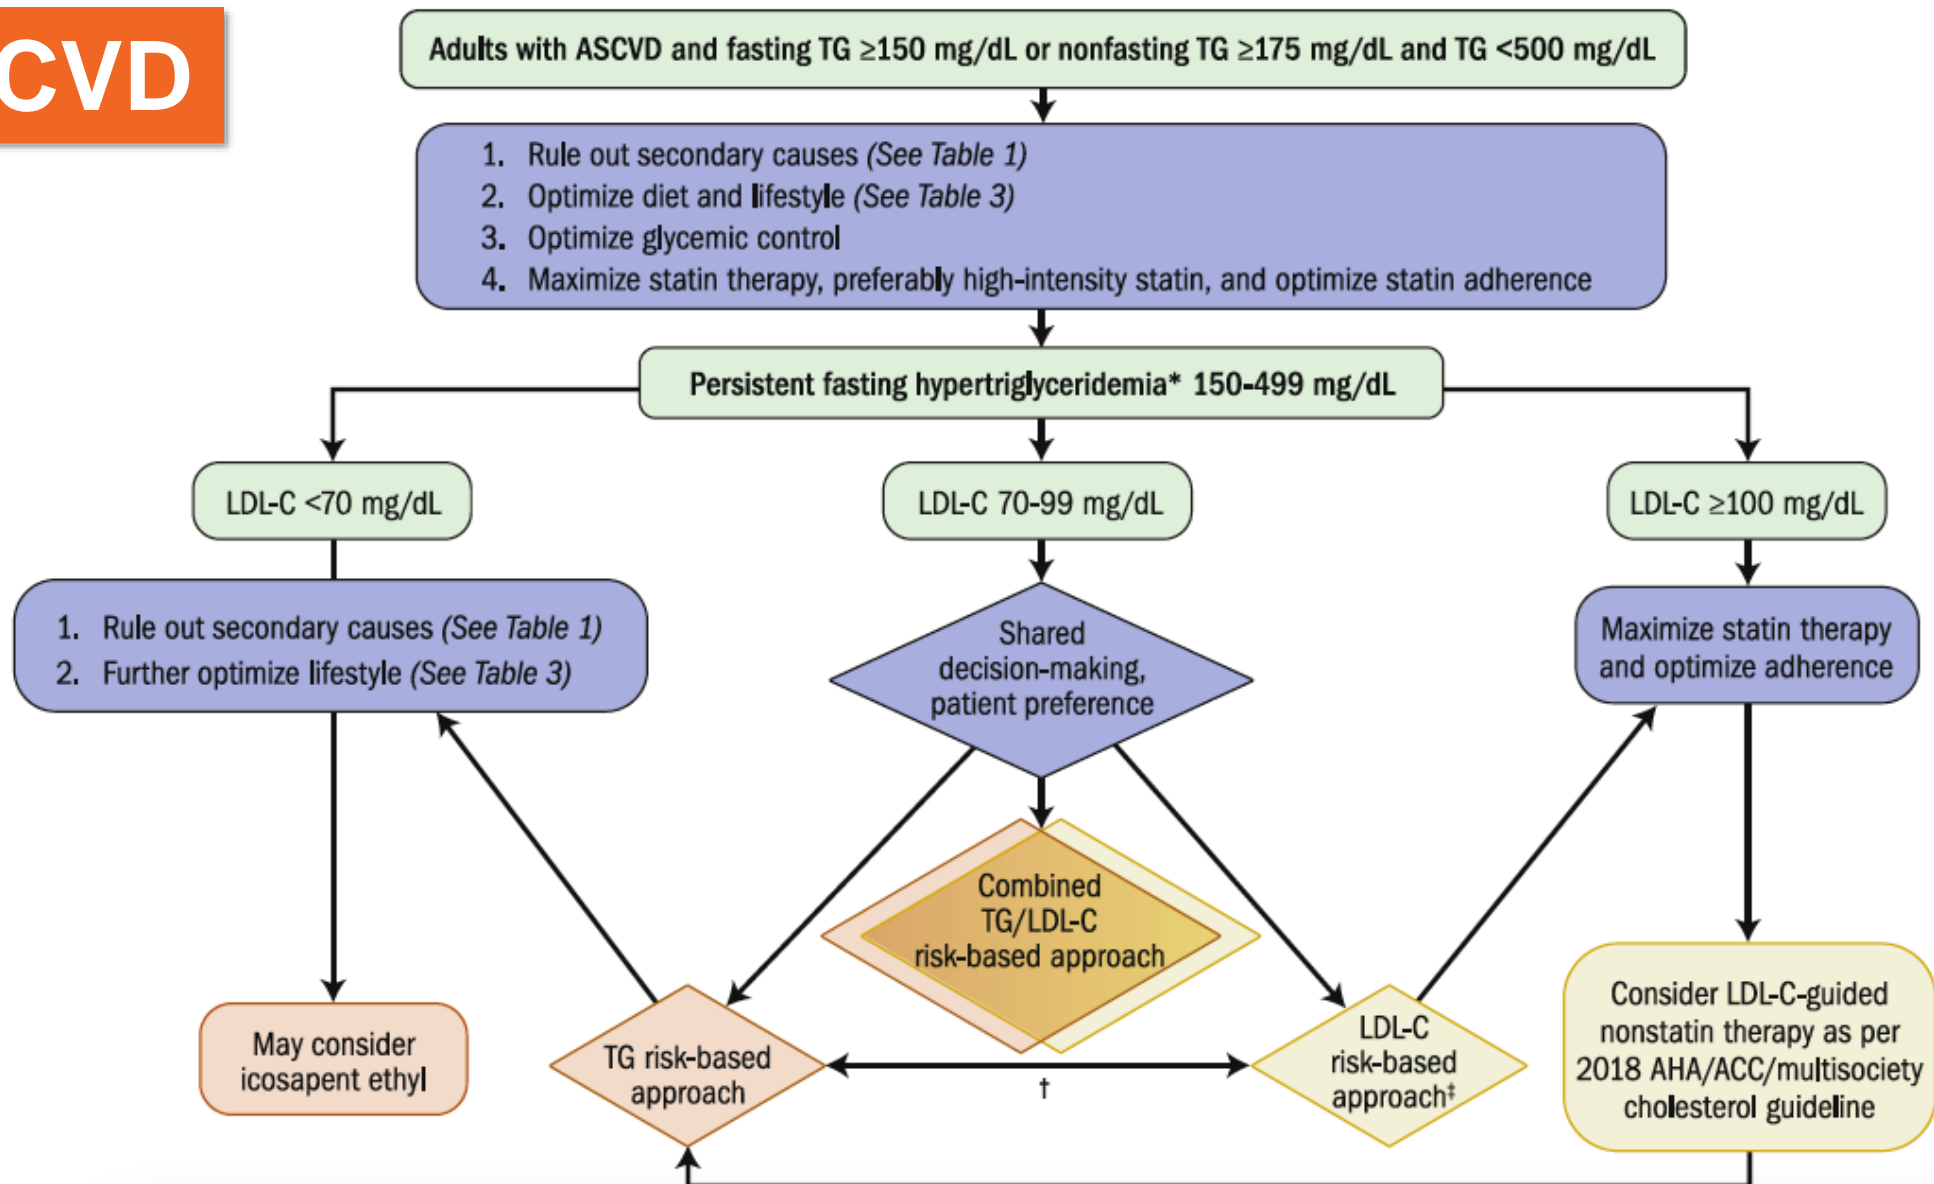 CVD
Adults with ASCVD and fasting TG ≥150 mg/dL or nonfasting TG ≥175 mg/dL and TG <500 mg/dL
1. Rule out secondary causes (See Table 1)
2. Optimize diet and lifestyle (See Table 3)
3. Optimize glycemic control
4. Maximize statin therapy, preferably high-intensity statin, and optimize statin adherence
Persistent fasting hypertriglyceridemia* 150-499 mg/dL
LDL-C <70 mg/dL
LDL-C 70-99 mg/dL
LDL-C ≥100 mg/dL
1. Rule out secondary causes (See Table 1)
2. Further optimize lifestyle (See Table 3)
Shared
decision-making,
patient preference
Maximize statin therapy
and optimize adherence
Combined
TG/LDL-C
risk-based approach
May consider
icosapent ethyl
TG risk-based
approach
†
LDL-C
risk-based
approach‡
Consider LDL-C-guided
nonstatin therapy as per
2018 AHA/ACC/multisociety
cholesterol guideline